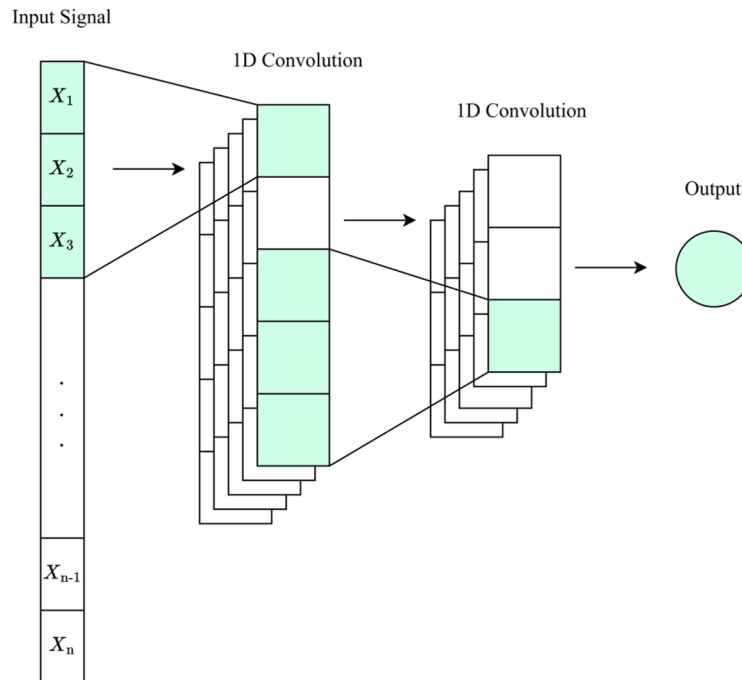 Input Signal
1D Convolution
1D Convolution
Output
X1
X2
X3
.
.
.
Xn-1
Xn